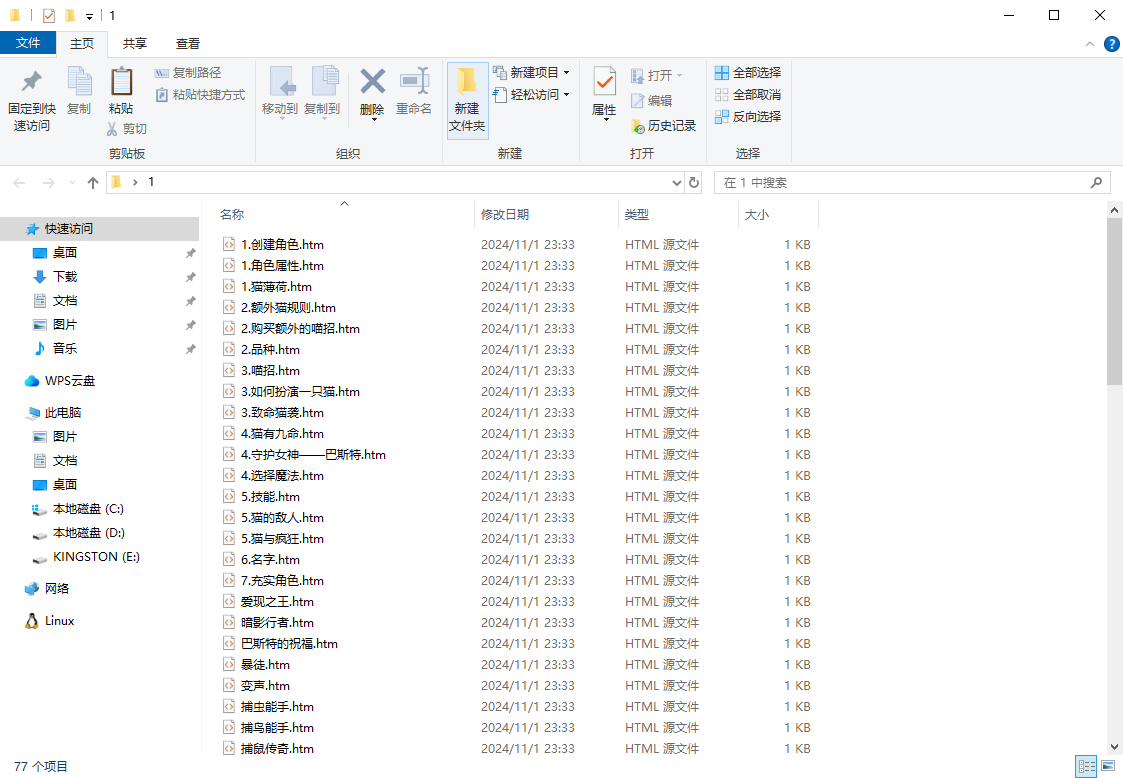 1
文件 主页 共享 查看
固定到快速访问
复制
粘贴
复制路径
粘贴快捷方式
剪切
剪贴板
移动到
复制到
删除
重命名
组织
新建文件夹
新建项目
轻松访问
新建
属性
打开
编辑
历史记录
打开
全部选择
全部取消
反向选择
选择
1
在 1 中搜索
快速访问
桌面
下载
文档
图片
音乐
WPS云盘
此电脑
图片
文档
桌面
本地磁盘 (C:)
本地磁盘 (D:)
KINGSTON (E:)
网络
Linux
名称 修改日期 类型 大小
1.创建角色.htm 2024/11/1 23:33 HTML 源文件 1 KB
1.角色属性.htm 2024/11/1 23:33 HTML 源文件 1 KB
1.猫薄荷.htm 2024/11/1 23:33 HTML 源文件 1 KB
2.额外猫规则.htm 2024/11/1 23:33 HTML 源文件 1 KB
2.购买额外的喵招.htm 2024/11/1 23:33 HTML 源文件 1 KB
2.品种.htm 2024/11/1 23:33 HTML 源文件 1 KB
3.喵招.htm 2024/11/1 23:33 HTML 源文件 1 KB
3.如何扮演一只猫.htm 2024/11/1 23:33 HTML 源文件 1 KB
3.致命猫袭.htm 2024/11/1 23:33 HTML 源文件 1 KB
4.猫有九命.htm 2024/11/1 23:33 HTML 源文件 1 KB
4.守护女神——巴斯特.htm 2024/11/1 23:33 HTML 源文件 1 KB
4.选择魔法.htm 2024/11/1 23:33 HTML 源文件 1 KB
5.技能.htm 2024/11/1 23:33 HTML 源文件 1 KB
5.猫的敌人.htm 2024/11/1 23:33 HTML 源文件 1 KB
5.猫与疯狂.htm 2024/11/1 23:33 HTML 源文件 1 KB
6.名字.htm 2024/11/1 23:33 HTML 源文件 1 KB
7.充实角色.htm 2024/11/1 23:33 HTML 源文件 1 KB
爱现之王.htm 2024/11/1 23:33 HTML 源文件 1 KB
暗影行者.htm 2024/11/1 23:33 HTML 源文件 1 KB
巴斯特的祝福.htm 2024/11/1 23:33 HTML 源文件 1 KB
暴徒.htm 2024/11/1 23:33 HTML 源文件 1 KB
变声.htm 2024/11/1 23:33 HTML 源文件 1 KB
捕虫能手.htm 2024/11/1 23:33 HTML 源文件 1 KB
捕鸟能手.htm 2024/11/1 23:33 HTML 源文件 1 KB
捕鼠传奇.htm 2024/11/1 23:33 HTML 源文件 1 KB
77 个项目